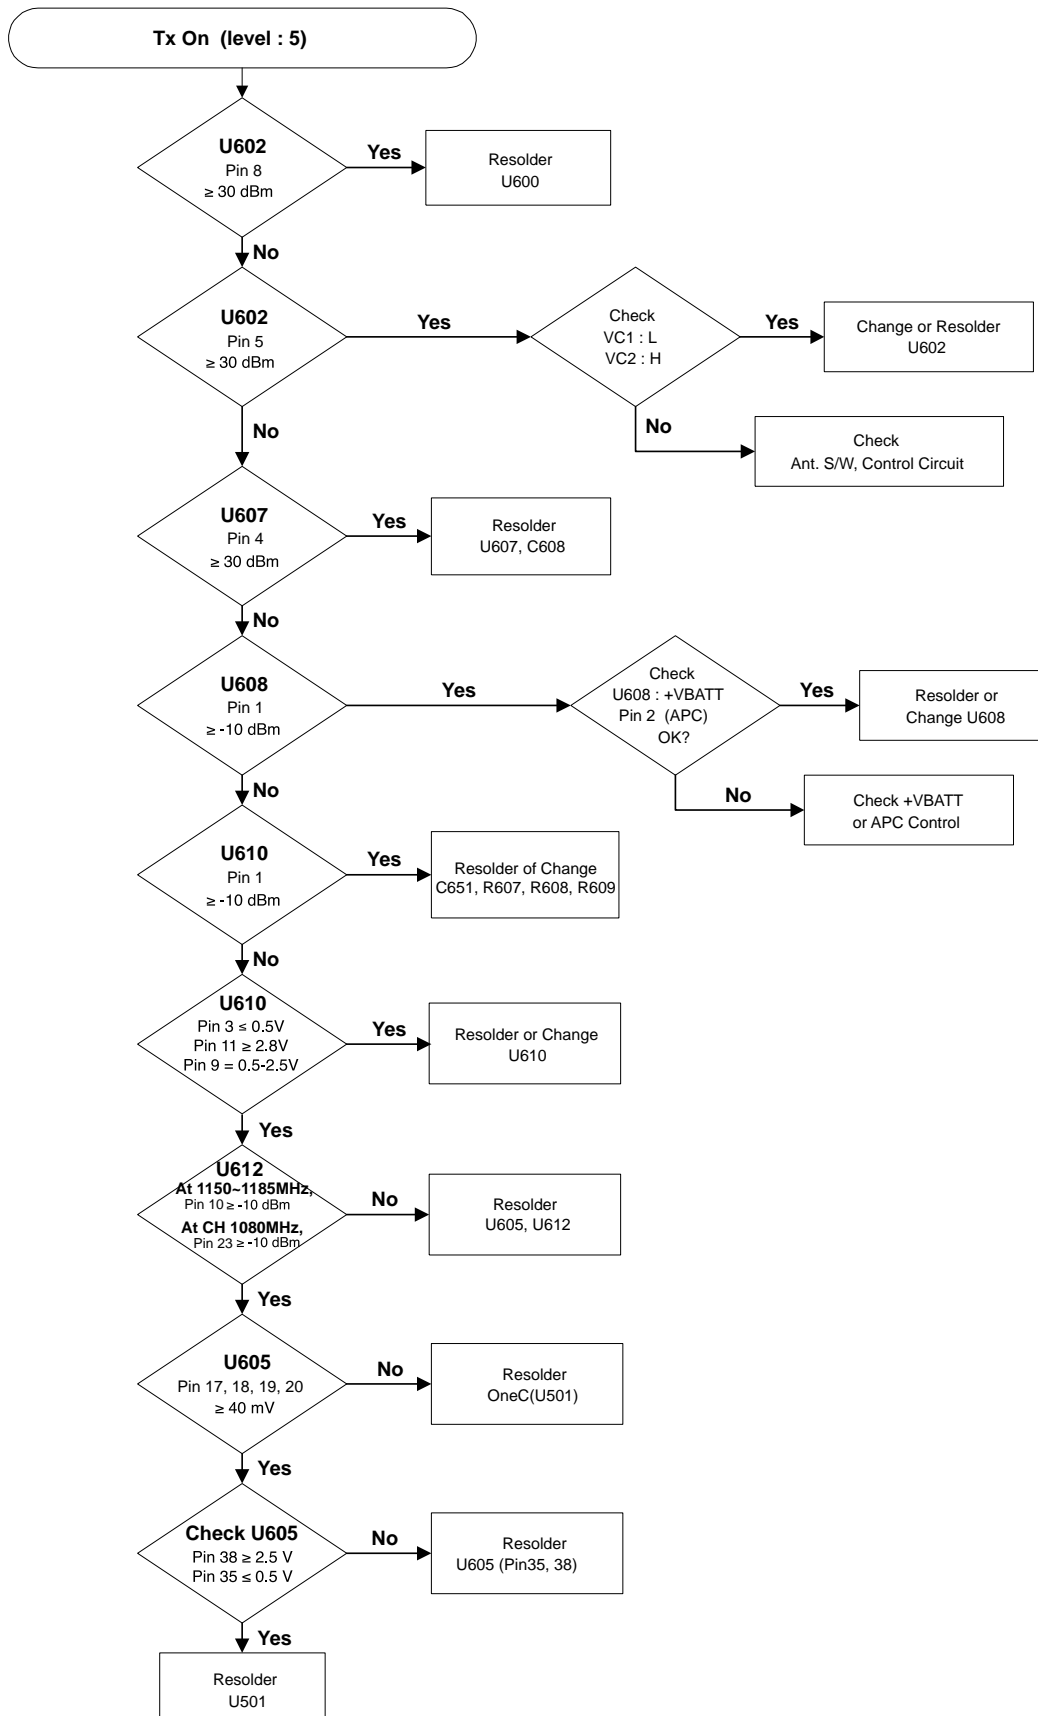 Tx On (level : 5)
U602
Pin 8
≥ 30 dBm
Yes
Resolder
U600
No
U602
Pin 5
≥ 30 dBm
Yes
Check
VC1 : L
VC2 : H
Yes
Change or Resolder
U602
No
Check
Ant. S/W, Control Circuit
No
U607
Pin 4
≥ 30 dBm
Yes
Resolder
U607, C608
No
U608
Pin 1
≥ -10 dBm
Yes
Check
U608 : +VBATT
Pin 2 (APC)
OK?
Yes
Resolder or
Change U608
No
Check +VBATT
or APC Control
No
U610
Pin 1
≥ -10 dBm
Yes
Resolder of Change
C651, R607, R608, R609
No
U610
Pin 3 ≤ 0.5V
Pin 11 ≥ 2.8V
Pin 9 = 0.5-2.5V
Yes
Resolder or Change
U610
Yes
U612
At 1150~1185MHz,
Pin 10 ≥ -10 dBm
At CH 1080MHz,
Pin 23 ≥ -10 dBm
No
Resolder
U605, U612
Yes
U605
Pin 17, 18, 19, 20
≥ 40 mV
No
Resolder
OneC(U501)
Yes
Check U605
Pin 38 ≥ 2.5 V
Pin 35 ≤ 0.5 V
No
Resolder
U605 (Pin35, 38)
Yes
Resolder
U501